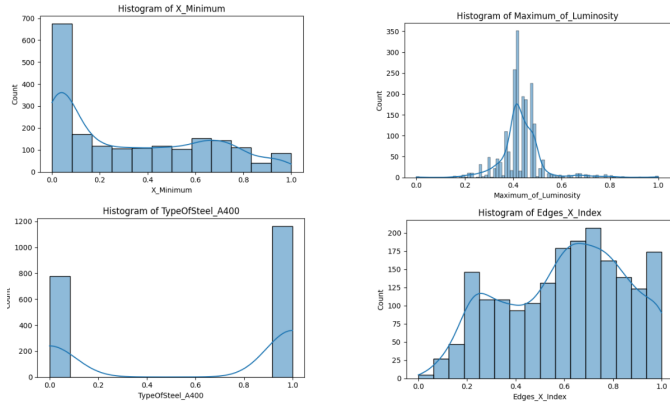 Histogram of X_Minimum
700
600
500
400
300
200
100
0
Count
0.0 0.2 0.4 0.6 0.8 1.0
X_Minimum
Histogram of Maximum_of_Luminosity
350
300
250
200
150
100
50
0
Count
0.0 0.2 0.4 0.6 0.8 1.0
Maximum_of_Luminosity
Histogram of TypeOfSteel_A400
1200
1000
800
600
400
200
0
Count
0.0 0.2 0.4 0.6 0.8 1.0
TypeOfSteel_A400
Histogram of Edges_X_Index
200
175
150
125
100
75
50
25
0
Count
0.0 0.2 0.4 0.6 0.8 1.0
Edges_X_Index